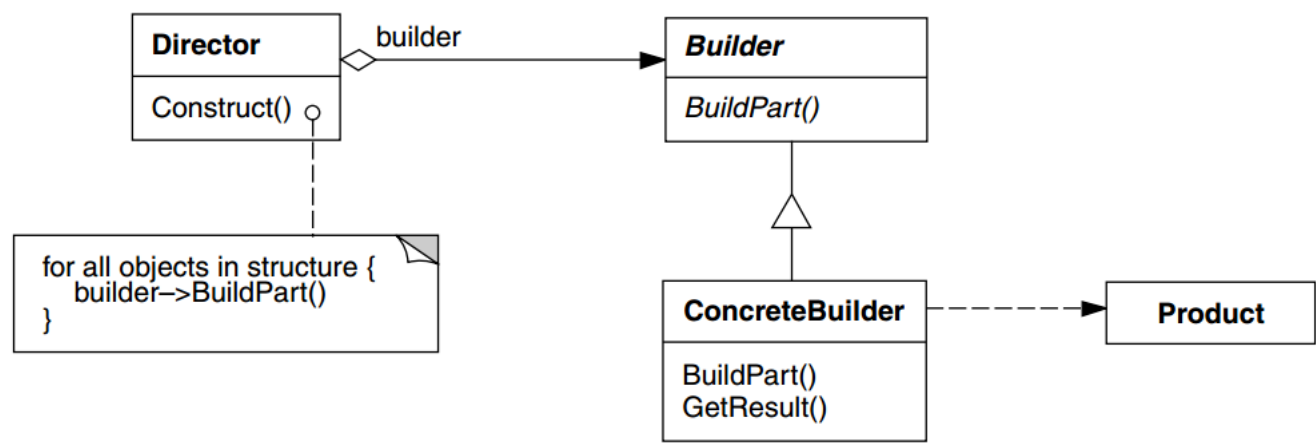 Director
builder
Builder
Construct()
BuildPart()
for all objects in structure {
builder–>BuildPart()
}
ConcreteBuilder
Product
BuildPart()
GetResult()